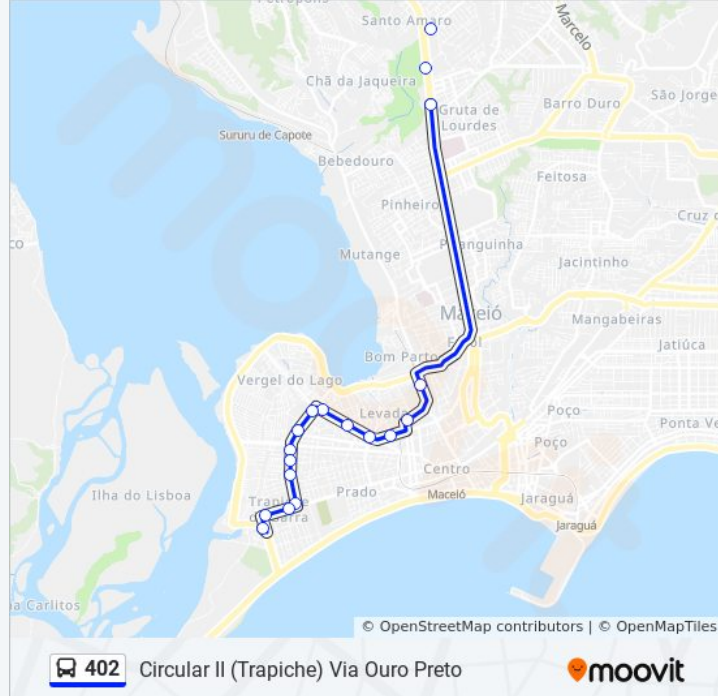 Petrópolis
Santo Amaro
Marcelo
Chã da Jaqueira
São Jorge
Gruta de
Lourdes
Barro Duro
Sururu de Capote
Bebedouro
Feitosa
Pinheiro
Cruz d
Pitanguinha
Mutange
Jacintinho
Maceió
Mangabeiras
Farol
Jatiúca
Bom Parto
Vergel do Lago
Levada
Poço
Ponta Ve
Poço
Centro
Ilha do Lisboa
Prado
Maceió
Jaraguá
Trapiche
da Barra
Jaraguá
a Carlitos
© OpenStreetMap contributors | © OpenMapTiles
402 Circular II (Trapiche) Via Ouro Preto
moovit